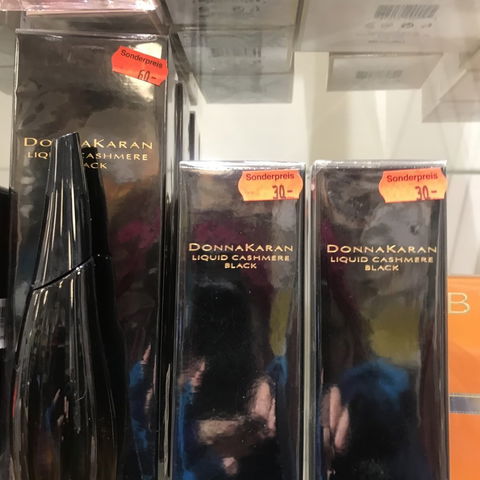 Sonderpreis
60.-
DONNAKARAN
LIQUID CASHMERE
BLACK
Sonderpreis
30.-
DONNAKARAN
LIQUID CASHMERE
BLACK
Sonderpreis
30.-
DONNAKARAN
LIQUID CASHMERE
BLACK
B